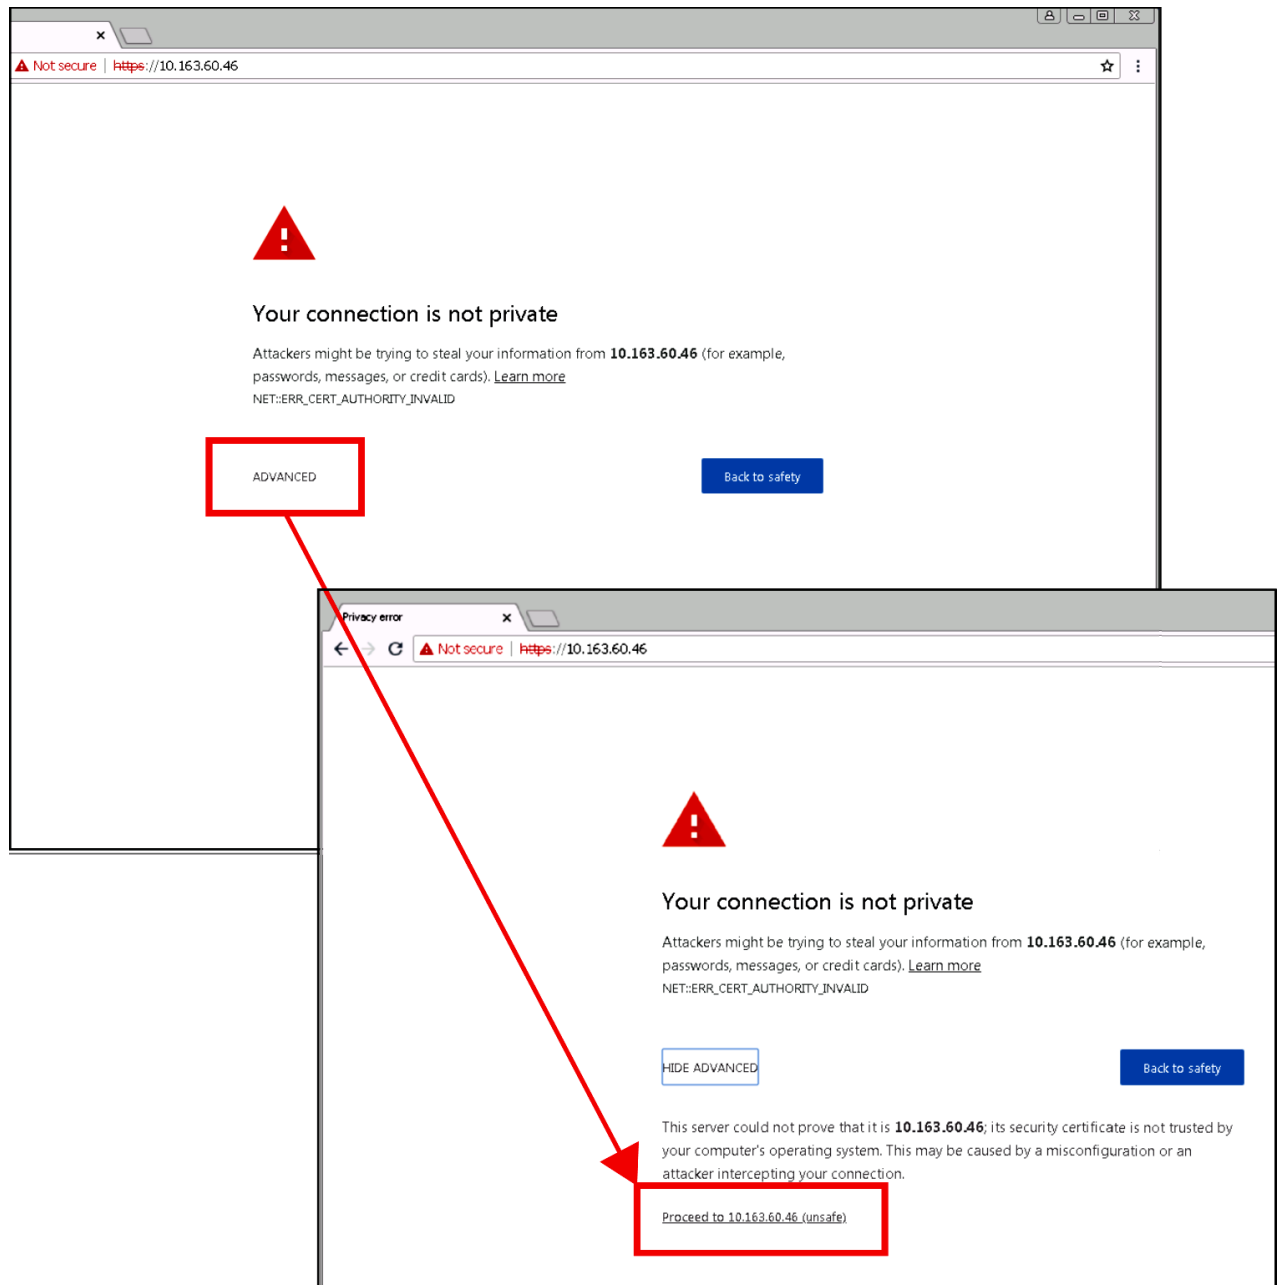 Not secure | https://10.163.60.46
Your connection is not private
Attackers might be trying to steal your information from 10.163.60.46 (for example,
passwords, messages, or credit cards). Learn more
NET::ERR_CERT_AUTHORITY_INVALID
ADVANCED
Back to safety
Privacy error
Not secure | https://10.163.60.46
Your connection is not private
Attackers might be trying to steal your information from 10.163.60.46 (for example,
passwords, messages, or credit cards). Learn more
NET::ERR_CERT_AUTHORITY_INVALID
HIDE ADVANCED
Back to safety
This server could not prove that it is 10.163.60.46; its security certificate is not trusted by
your computer's operating system. This may be caused by a misconfiguration or an
attacker intercepting your connection.
Proceed to 10.163.60.46 (unsafe)